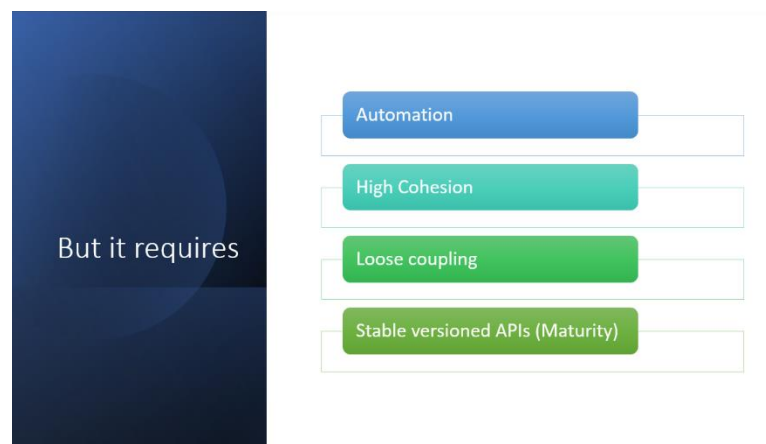 But it requires
Automation
High Cohesion
Loose coupling
Stable versioned APIs (Maturity)